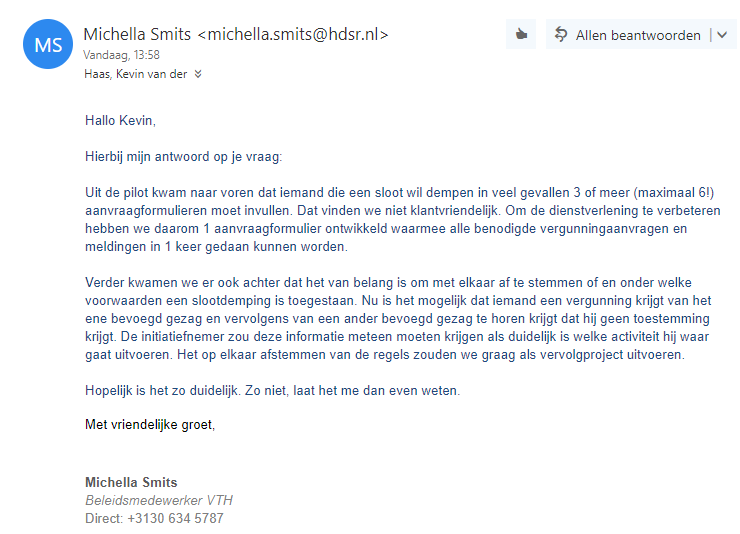 MS
Michella Smits <michella.smits@hdsr.nl>
Allen beantwoorden
Vandaag, 13:58
Haas, Kevin van der
Hallo Kevin,
Hierbij mijn antwoord op je vraag:
Uit de pilot kwam naar voren dat iemand die een sloot wil dempen in veel gevallen 3 of meer (maximaal 6!)
aanvraagformulieren moet invullen. Dat vinden we niet klantvriendelijk. Om de dienstverlening te verbeteren
hebben we daarom 1 aanvraagformulier ontwikkeld waarmee alle benodigde vergunningaanvragen en
meldingen in 1 keer gedaan kunnen worden.
Verder kwamen we er ook achter dat het van belang is om met elkaar af te stemmen of en onder welke
voorwaarden een slootdemping is toegestaan. Nu is het mogelijk dat iemand een vergunning krijgt van het
ene bevoegd gezag en vervolgens van een ander bevoegd gezag te horen krijgt dat hij geen toestemming
krijgt. De initiatiefnemer zou deze informatie meteen moeten krijgen als duidelijk is welke activiteit hij waar
gaat uitvoeren. Het op elkaar afstemmen van de regels zouden we graag als vervolgproject uitvoeren.
Hopelijk is het zo duidelijk. Zo niet, laat het me dan even weten.
Met vriendelijke groet,
Michella Smits
Beleidsmedewerker VTH
Direct: +3130 634 5787